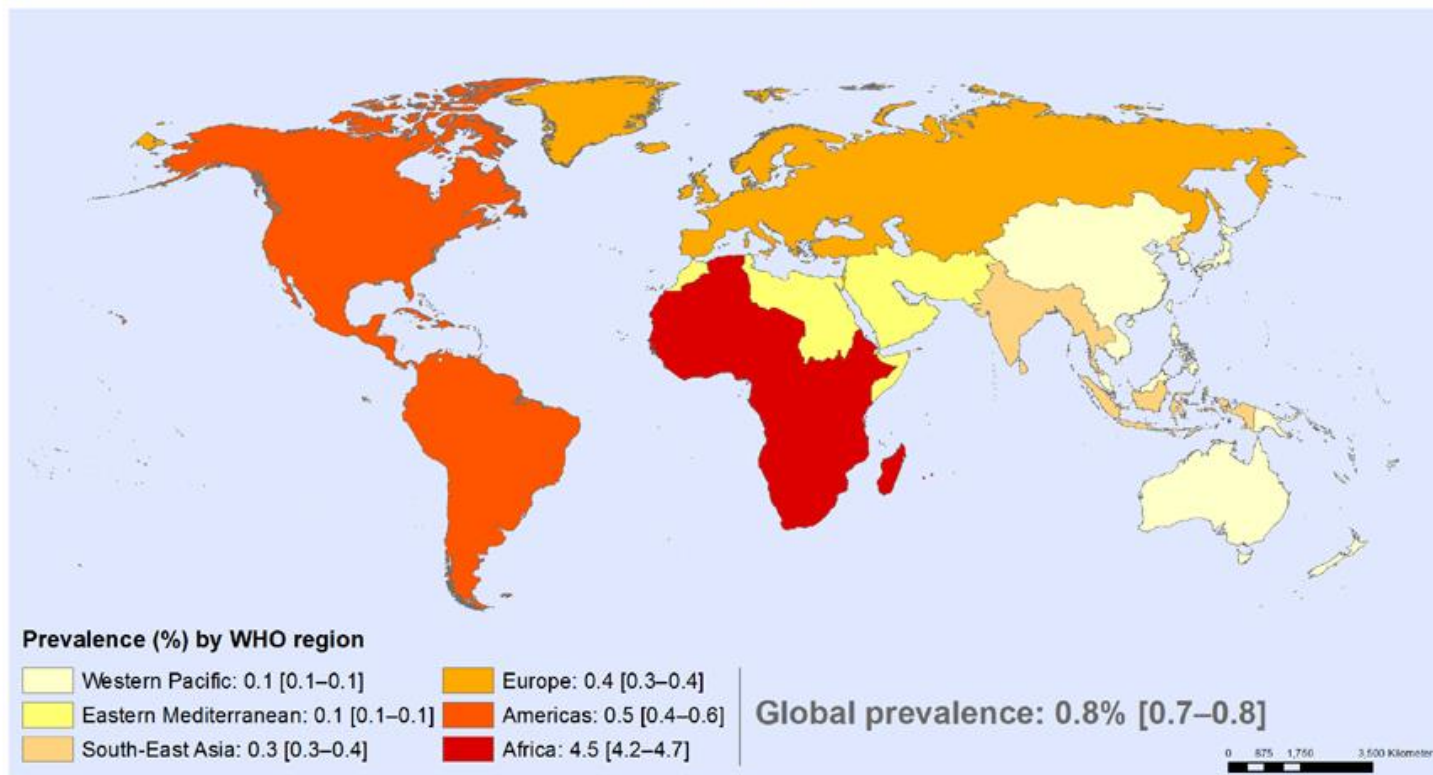 Prevalence (%) by WHO region
Western Pacific: 0.1 [0.1–0.1]
Eastern Mediterranean: 0.1 [0.1–0.1]
South-East Asia: 0.3 [0.3–0.4]
Europe: 0.4 [0.3–0.4]
Americas: 0.5 [0.4–0.6]
Africa: 4.5 [4.2–4.7]
Global prevalence: 0.8% [0.7–0.8]
0 875 1,750 3,500 Kilometer